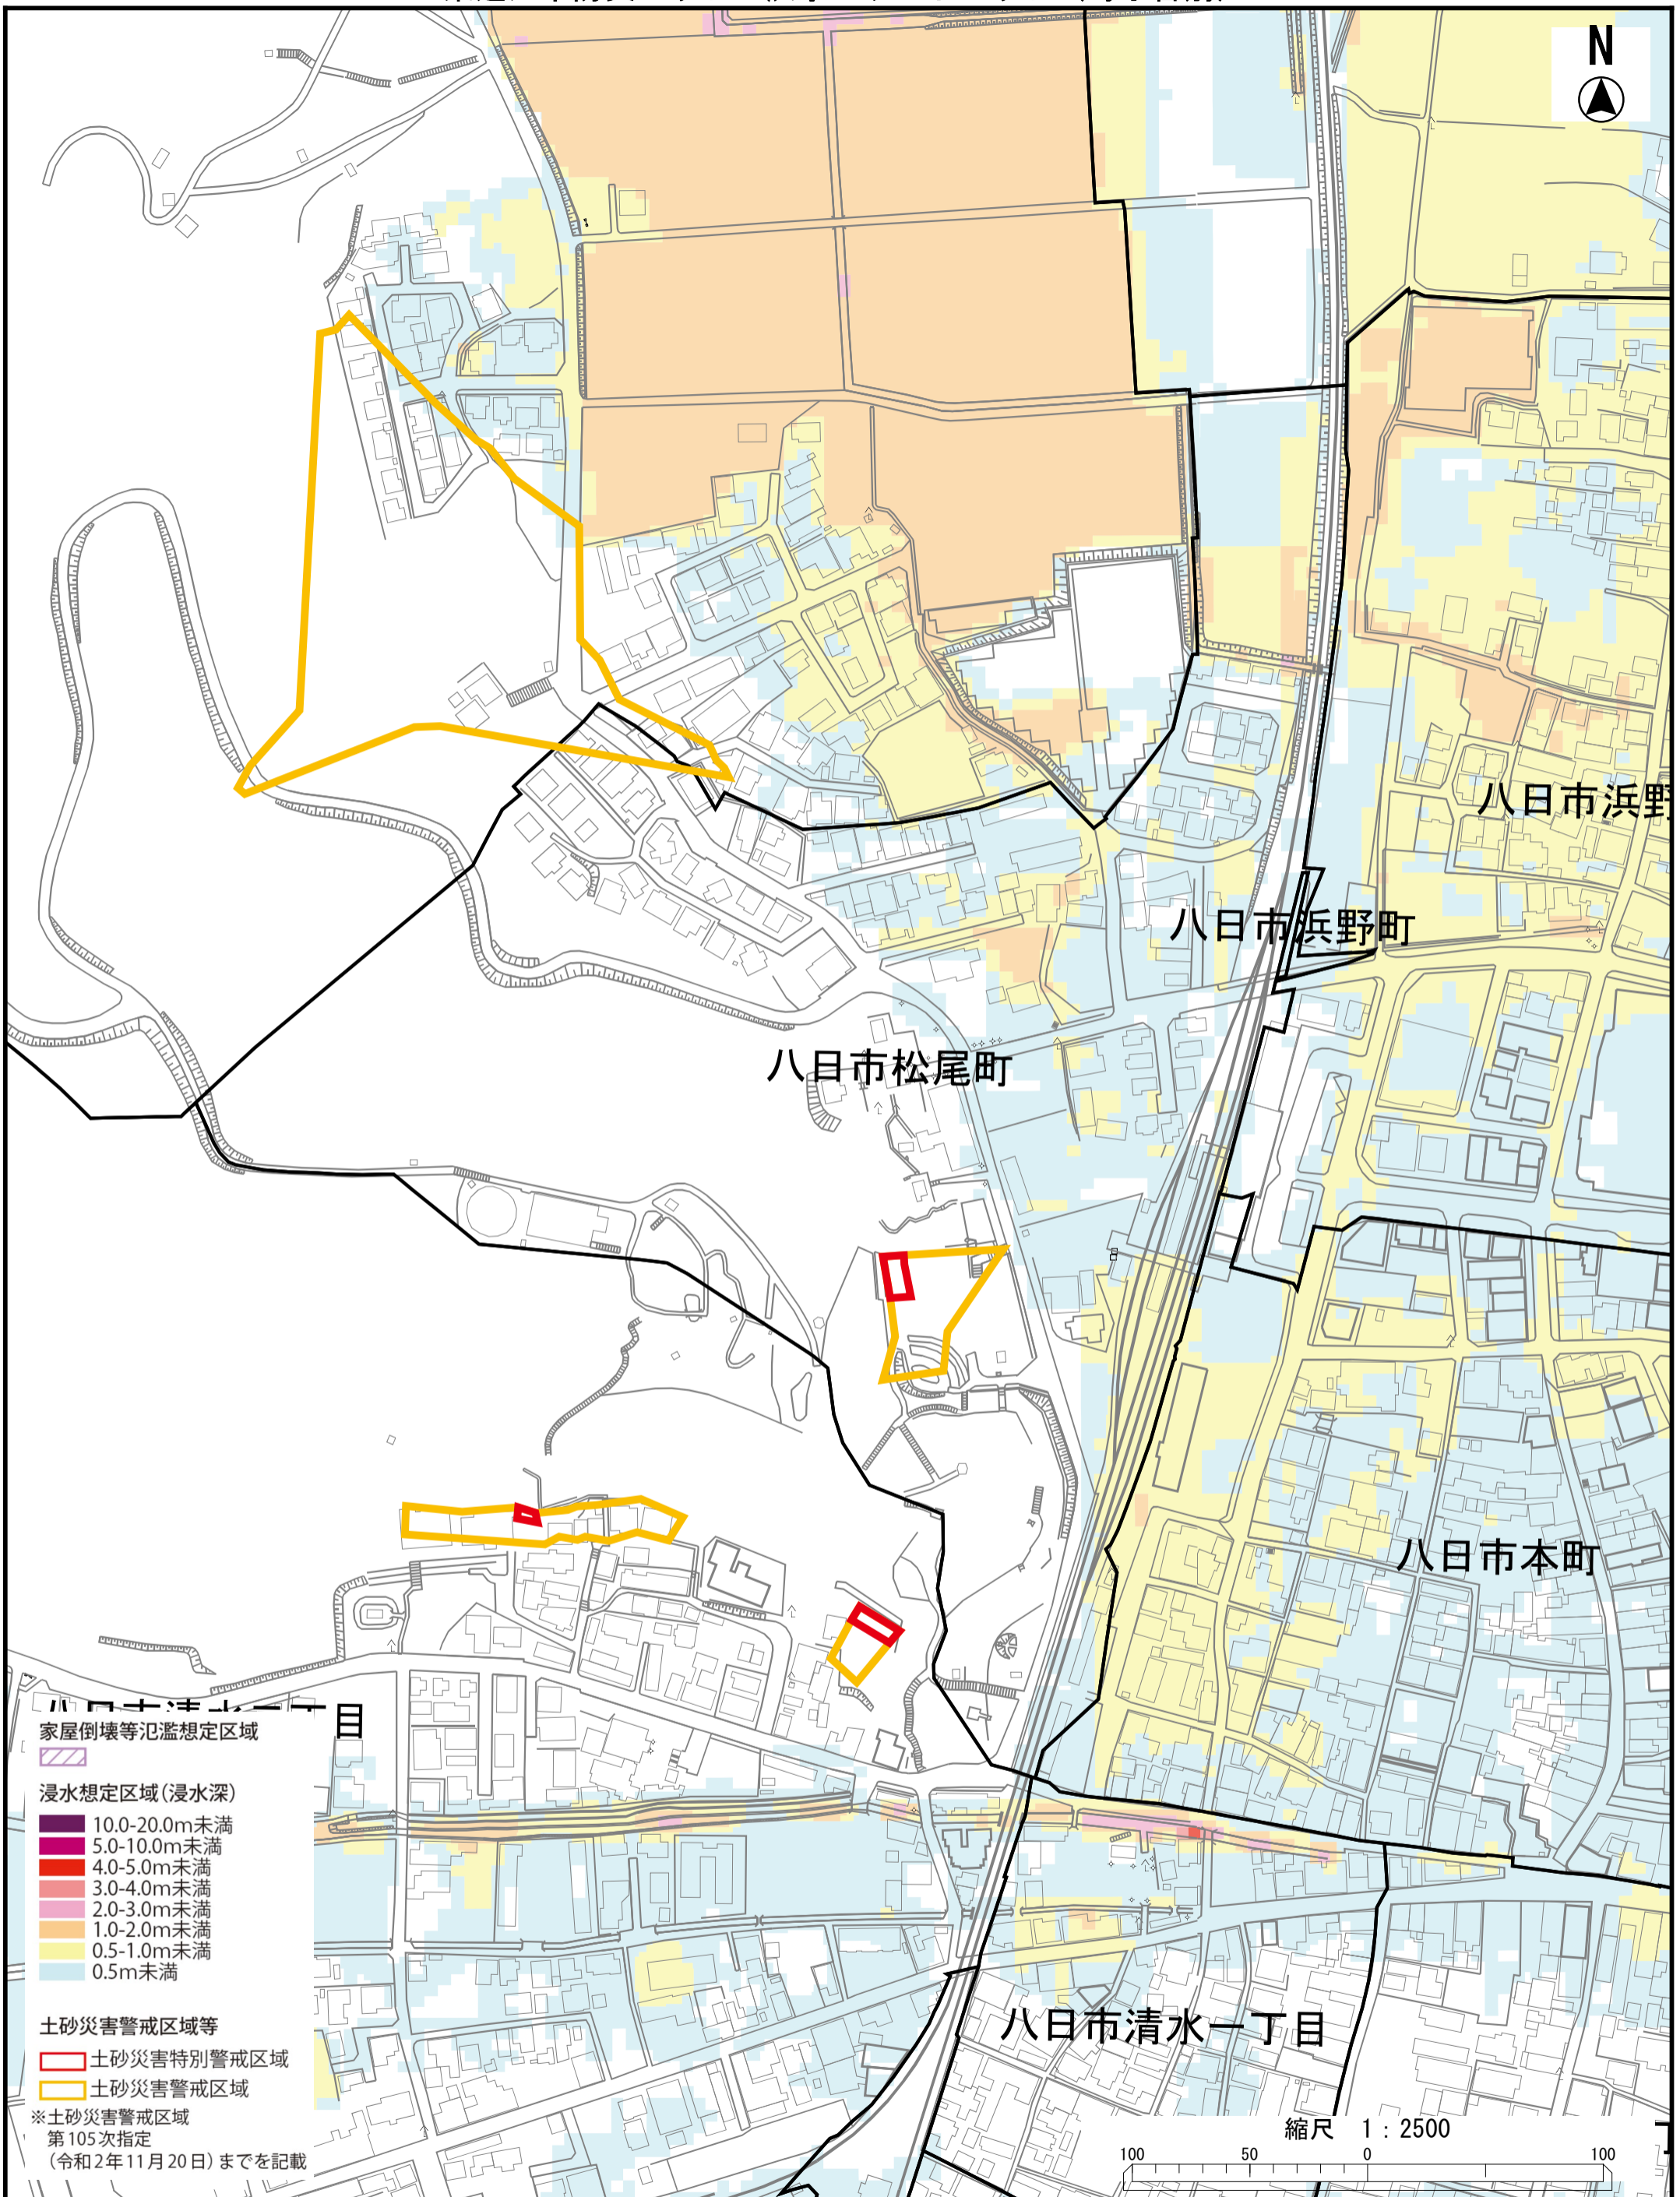 N
八日市浜野
八日市浜野町
八日市松尾町
八日市本町
八日市清水二丁目
家屋倒壊等氾濫想定区域
浸水想定区域(浸水深)
10.0-20.0m未満
5.0-10.0m未満
4.0-5.0m未満
3.0-4.0m未満
2.0-3.0m未満
1.0-2.0m未満
0.5-1.0m未満
0.5m未満
八日市清水一丁目
土砂災害警戒区域等
土砂災害特別警戒区域
土砂災害警戒区域
※土砂災害警戒区域
第105次指定
(令和2年11月20日)までを記載
縮尺 1:2500
100 50 0 100